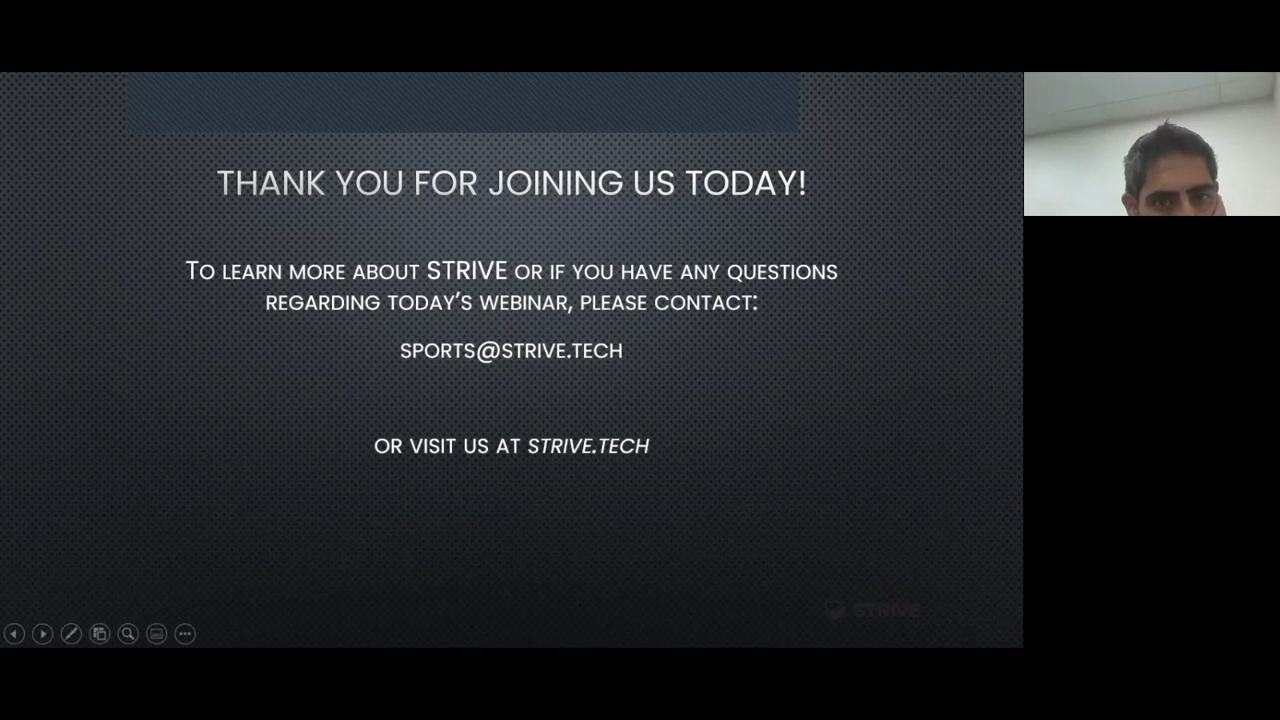 THANK YOU FOR JOINING US TODAY!
TO LEARN MORE ABOUT STRIVE OR IF YOU HAVE ANY QUESTIONS
REGARDING TODAY'S WEBINAR, PLEASE CONTACT:
SPORTS@STRIVE.TECH
OR VISIT US AT STRIVE.TECH
STRIVE